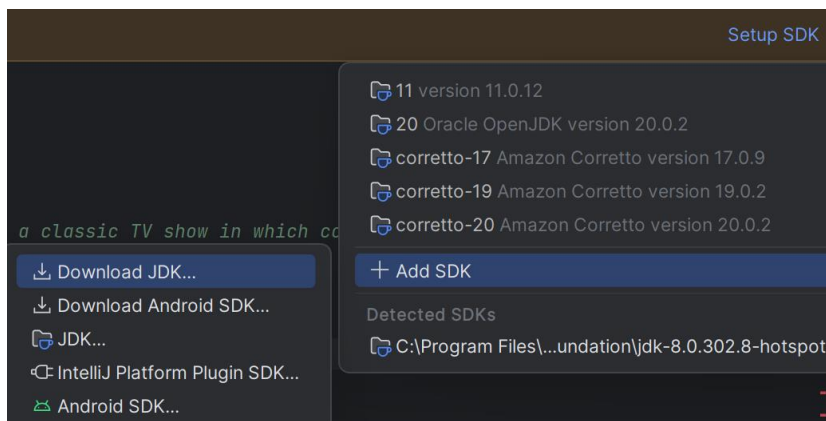 Setup SDK
11 version 11.0.12
20 Oracle OpenJDK version 20.0.2
corretto-17 Amazon Corretto version 17.0.9
corretto-19 Amazon Corretto version 19.0.2
corretto-20 Amazon Corretto version 20.0.2
+ Add SDK
Detected SDKs
C:\Program Files\...undation\jdk-8.0.302.8-hotspot
a classic TV show in which co
Download JDK...
Download Android SDK...
JDK...
IntelliJ Platform Plugin SDK...
Android SDK...